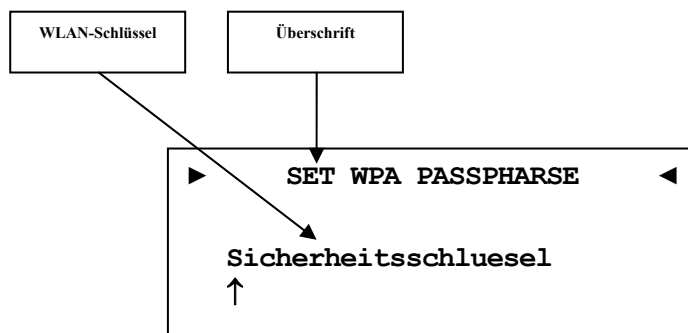 WLAN-Schlüssel
Überschrift
► SET WPA PASSPHARSE ◄
Sicherheitsschluesel
↑